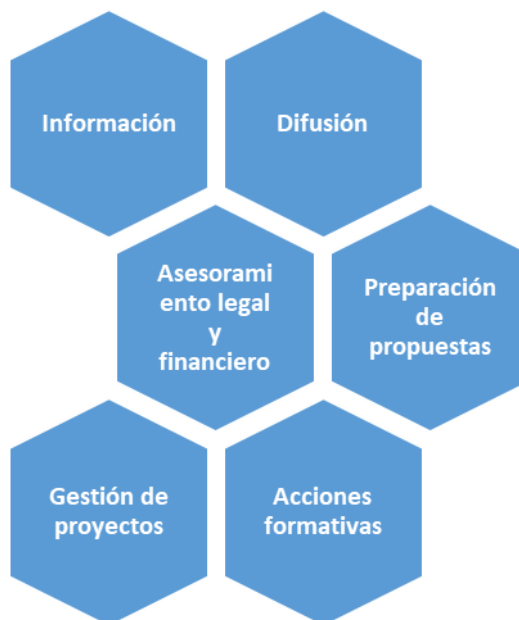 Información
Difusión
Asesorami
ento legal
y
financiero
Preparación
de
propuestas
Gestión de
proyectos
Acciones
formativas